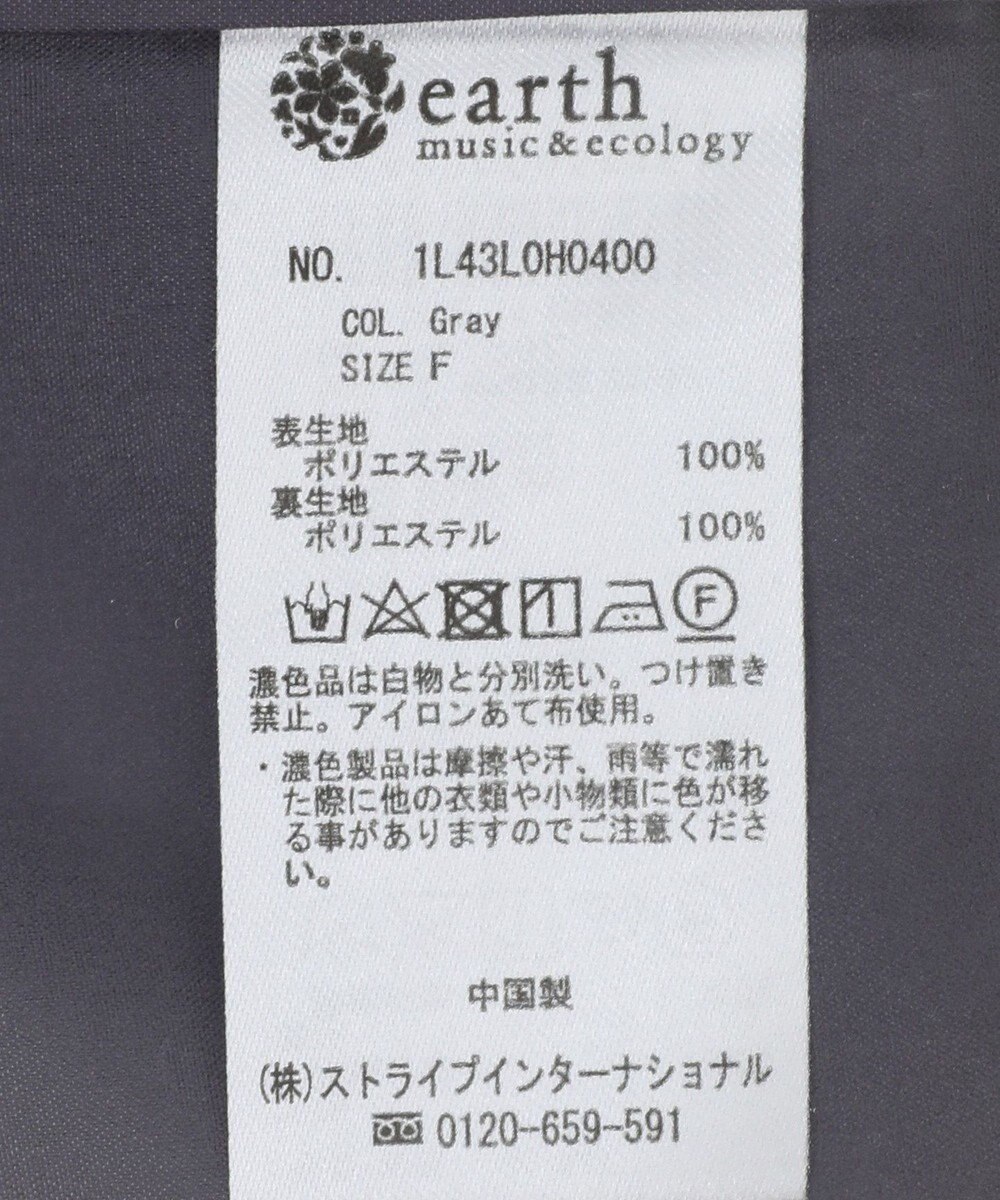 earth
music&ecology
NO. 1L43L0H0400
COL. Gray
SIZE F
表生地
ポリエステル 100%
裏生地
ポリエステル 100%
F
濃色品は白物と分別洗い。つけ置き
禁止。アイロンあて布使用。
・濃色製品は摩擦や汗、雨等で濡れ
た際に他の衣類や小物類に色が移
る事がありますのでご注意くださ
い。
中国製
(株)ストライプインターナショナル
0120-659-591